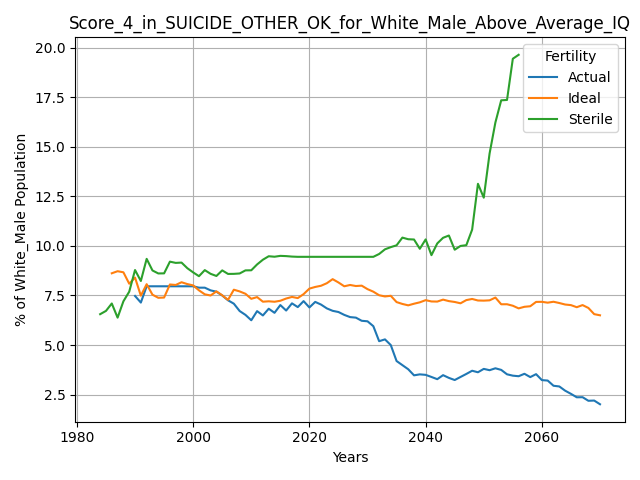 Score_4_in_SUICIDE_OTHER_OK_for_White_Male_Above_Average_IQ
% of White_Male Population
20.0
17.5
15.0
12.5
10.0
7.5
5.0
2.5
Fertility
Actual
Ideal
Sterile
1980
2000
2020
2040
2060
Years